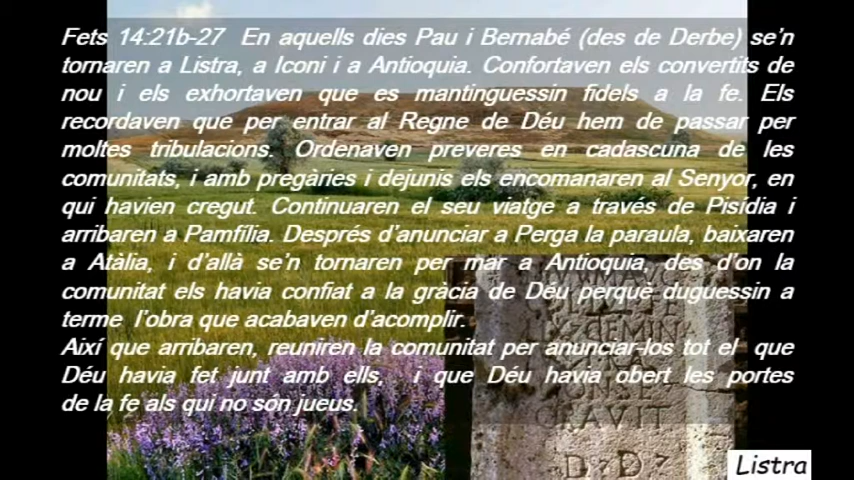 Fets 14:21b-27 En aquells dies Pau i Bernabé (des de Derbe) se'n
tornaren a Listra, a Iconi i a Antioquia. Confortaven els convertits de
nou i els exhortaven que es mantinguessin fidels a la fe. Els
recordaven que per entrar al Regne de Déu hem de passar per
moltes tribulacions. Ordenaven preveres en cadascuna de les
comunitats, i amb pregàries i dejunis els encomanaren al Senyor, en
qui havien cregut. Continuaren el seu viatge a través de Pisídia i
arribaren a Pamfília. Després d'anunciar a Perga la paraula, baixaren
a Atàlia, i d'allà se'n tornaren per mar a Antioquia, des d'on la
comunitat els havia confiat a la gràcia de Déu perquè duguessin a
terme l'obra que acabaven d'acomplir.
Així que arribaren, reuniren la comunitat per anunciar-los tot el que
Déu havia fet junt amb ells, i que Déu havia obert les portes
de la fe als qui no són jueus.
GRAVIT
D?D?
Listra